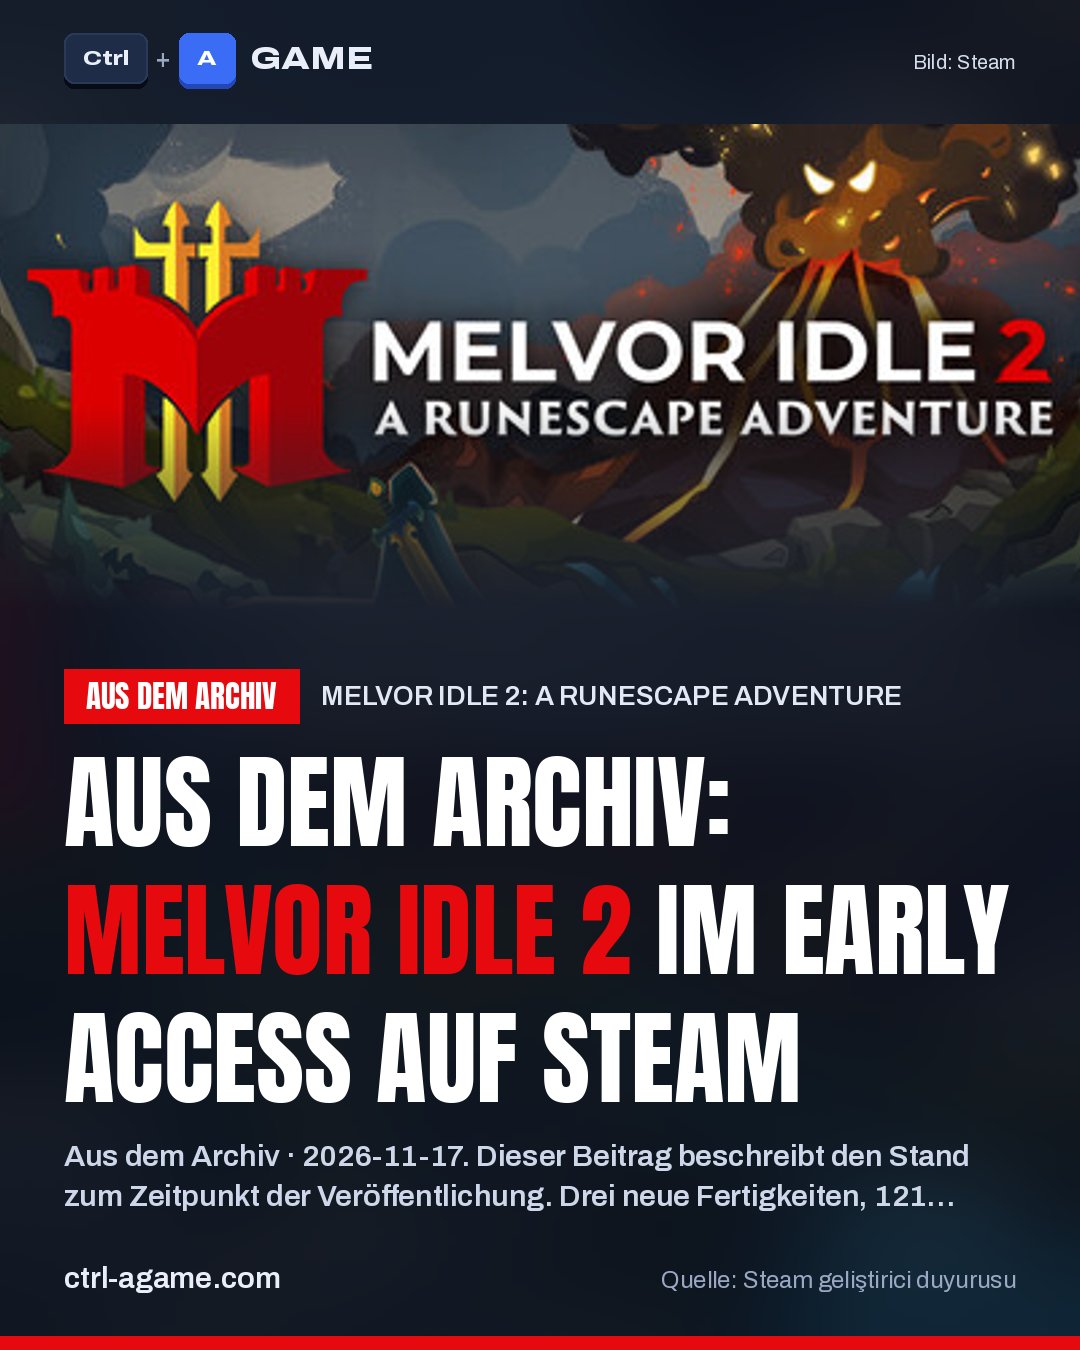 Ctrl + A GAME
Bild: Steam
MELVOR IDLE 2
A RUNESCAPE ADVENTURE
AUS DEM ARCHIV MELVOR IDLE 2: A RUNESCAPE ADVENTURE
AUS DEM ARCHIV:
MELVOR IDLE 2 IM EARLY
ACCESS AUF STEAM
Aus dem Archiv · 2026-11-17. Dieser Beitrag beschreibt den Stand
zum Zeitpunkt der Veröffentlichung. Drei neue Fertigkeiten, 121…
ctrl-agame.com
Quelle: Steam geliştirici duyurusu